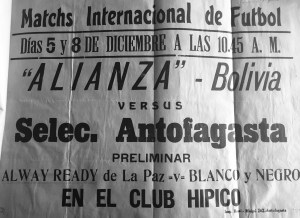 Matchs Internacional de Futbol
Días 5 y 8 DE DICIEMBRE A LAS 10.45 A. M.
"ALIANZA" - Bolivia
VERSUS
Selec. Antofagasta
PRELIMINAR
ALWAY READY de La Paz -v- BLANCO y NEGRO
EN EL CLUB HIPICO